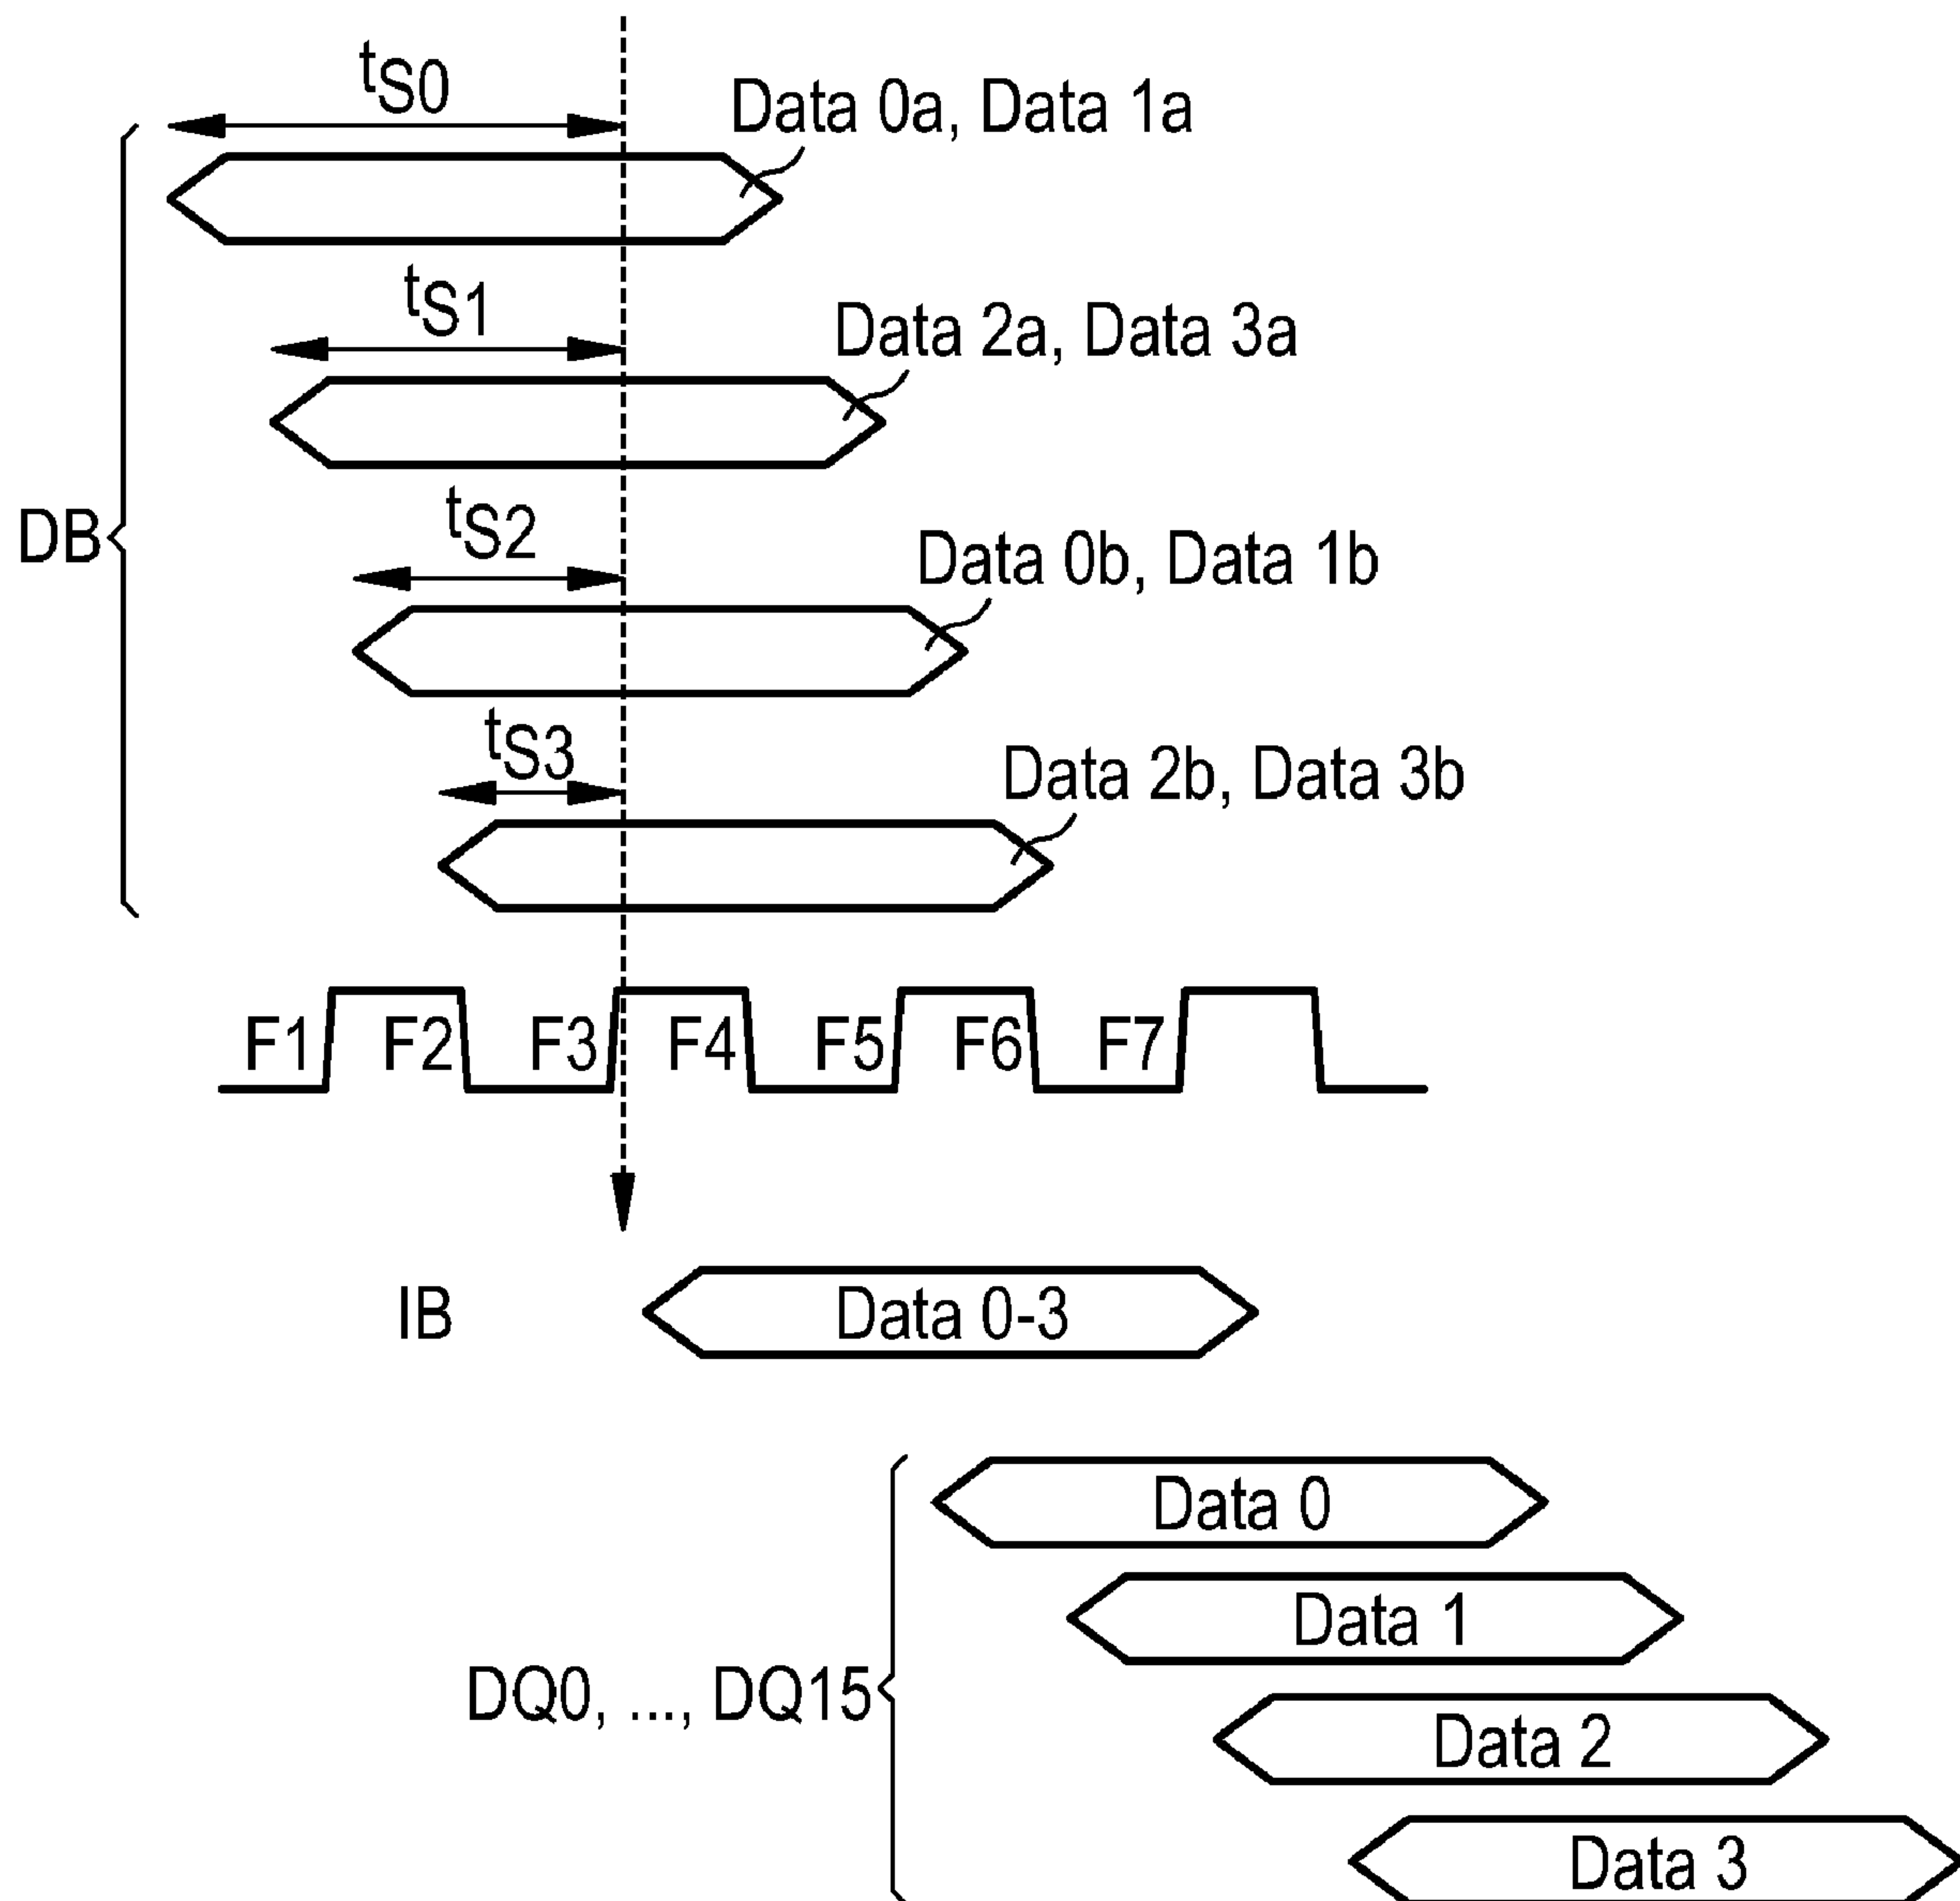 tS0
Data 0a, Data 1a
tS1
Data 2a, Data 3a
DB
tS2
Data 0b, Data 1b
tS3
Data 2b, Data 3b
F1 F2 F3 F4 F5 F6 F7
IB
Data 0-3
Data 0
Data 1
DQ0, ..., DQ15
Data 2
Data 3